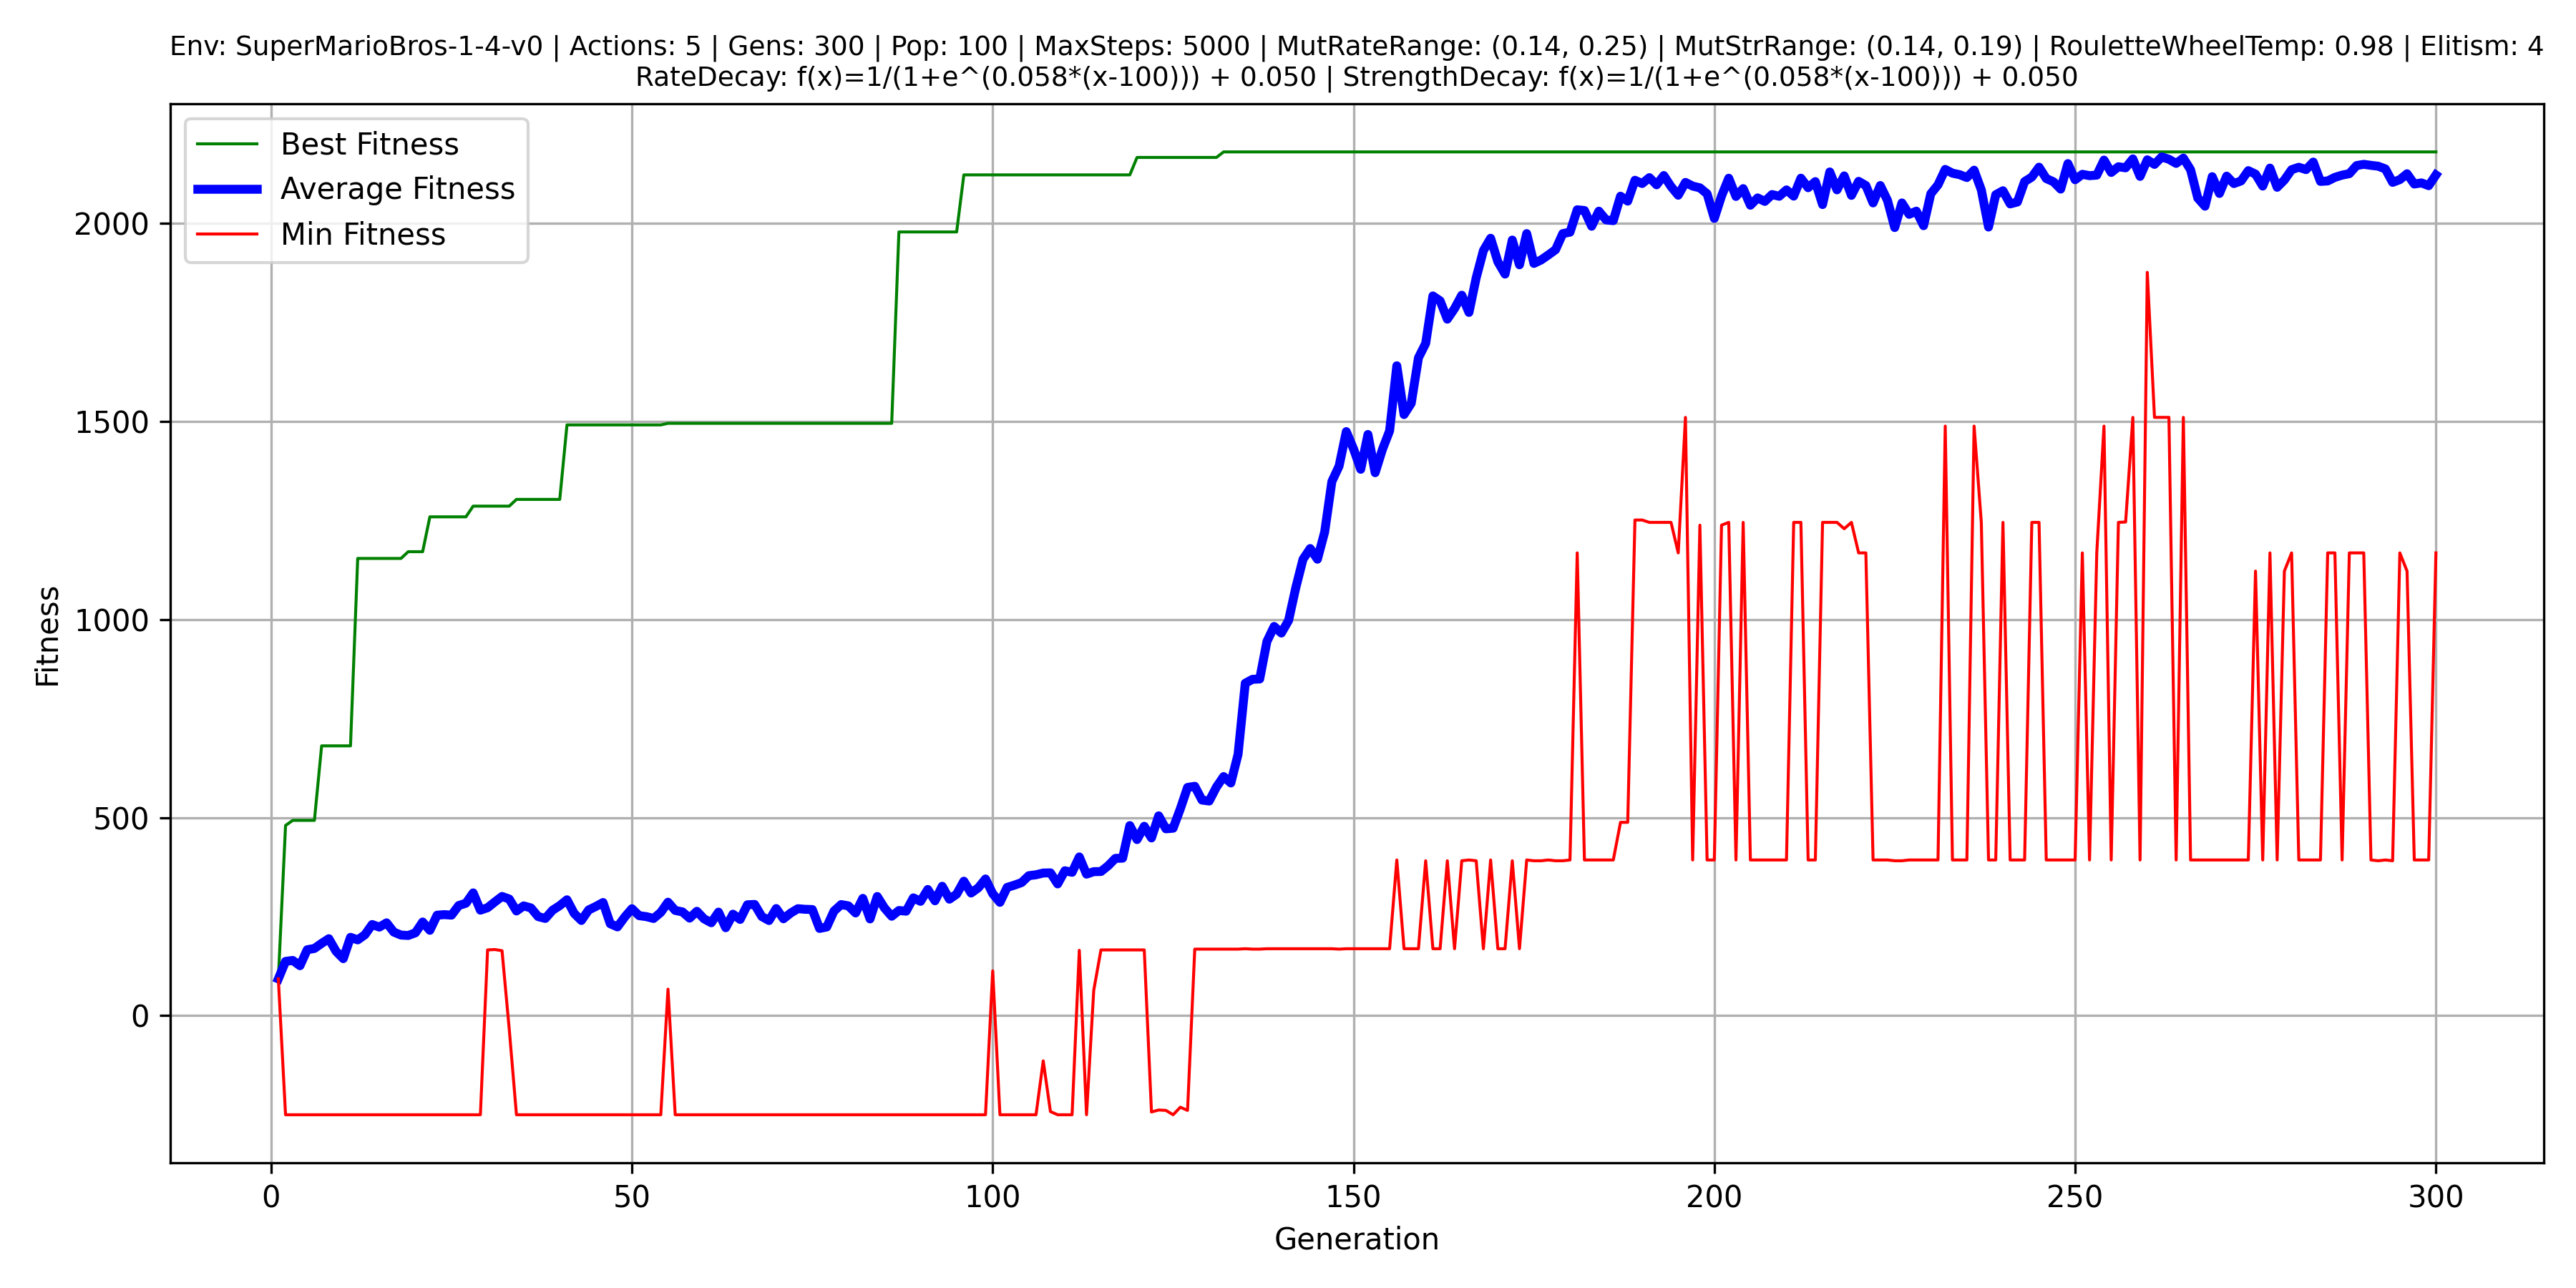 Env: SuperMarioBros-1-4-v0 | Actions: 5 | Gens: 300 | Pop: 100 | MaxSteps: 5000 | MutRateRange: (0.14, 0.25) | MutStrRange: (0.14, 0.19) | RouletteWheelTemp: 0.98 | Elitism: 4
RateDecay: f(x)=1/(1+e^(0.058*(x-100))) + 0.050 | StrengthDecay: f(x)=1/(1+e^(0.058*(x-100))) + 0.050
Best Fitness
Average Fitness
Min Fitness
2000
1500
1000
500
0
Fitness
0 50 100 150 200 250 300
Generation